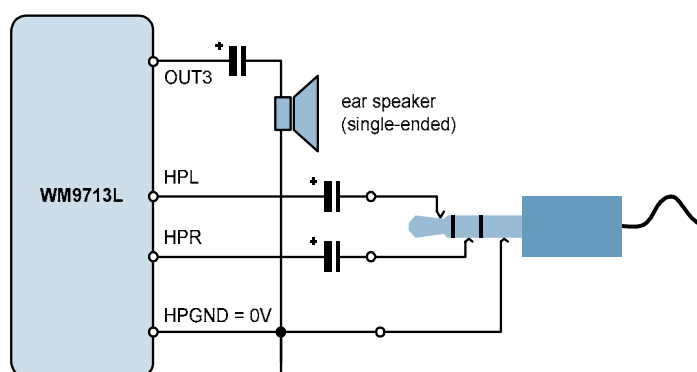 OUT3
ear speaker
(single-ended)
HPL
WM9713L
HPR
HPGND = 0V